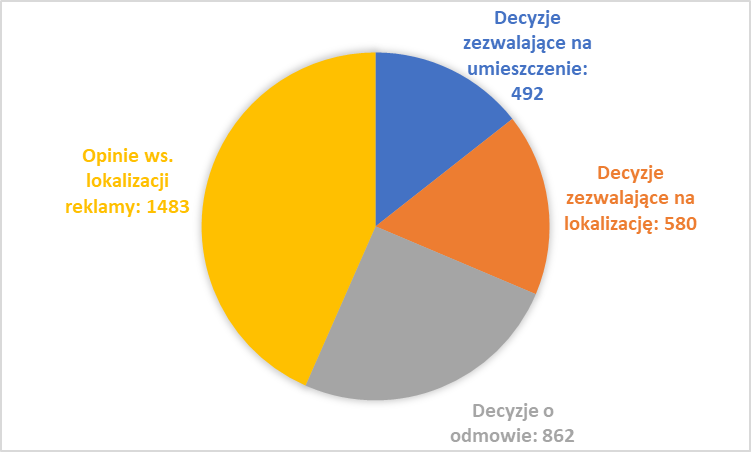 Decyzje
zezwalające na
umieszczenie:
492
Opinie ws.
lokalizacji
reklamy: 1483
Decyzje
zezwalające na
lokalizację: 580
Decyzje o
odmowie: 862